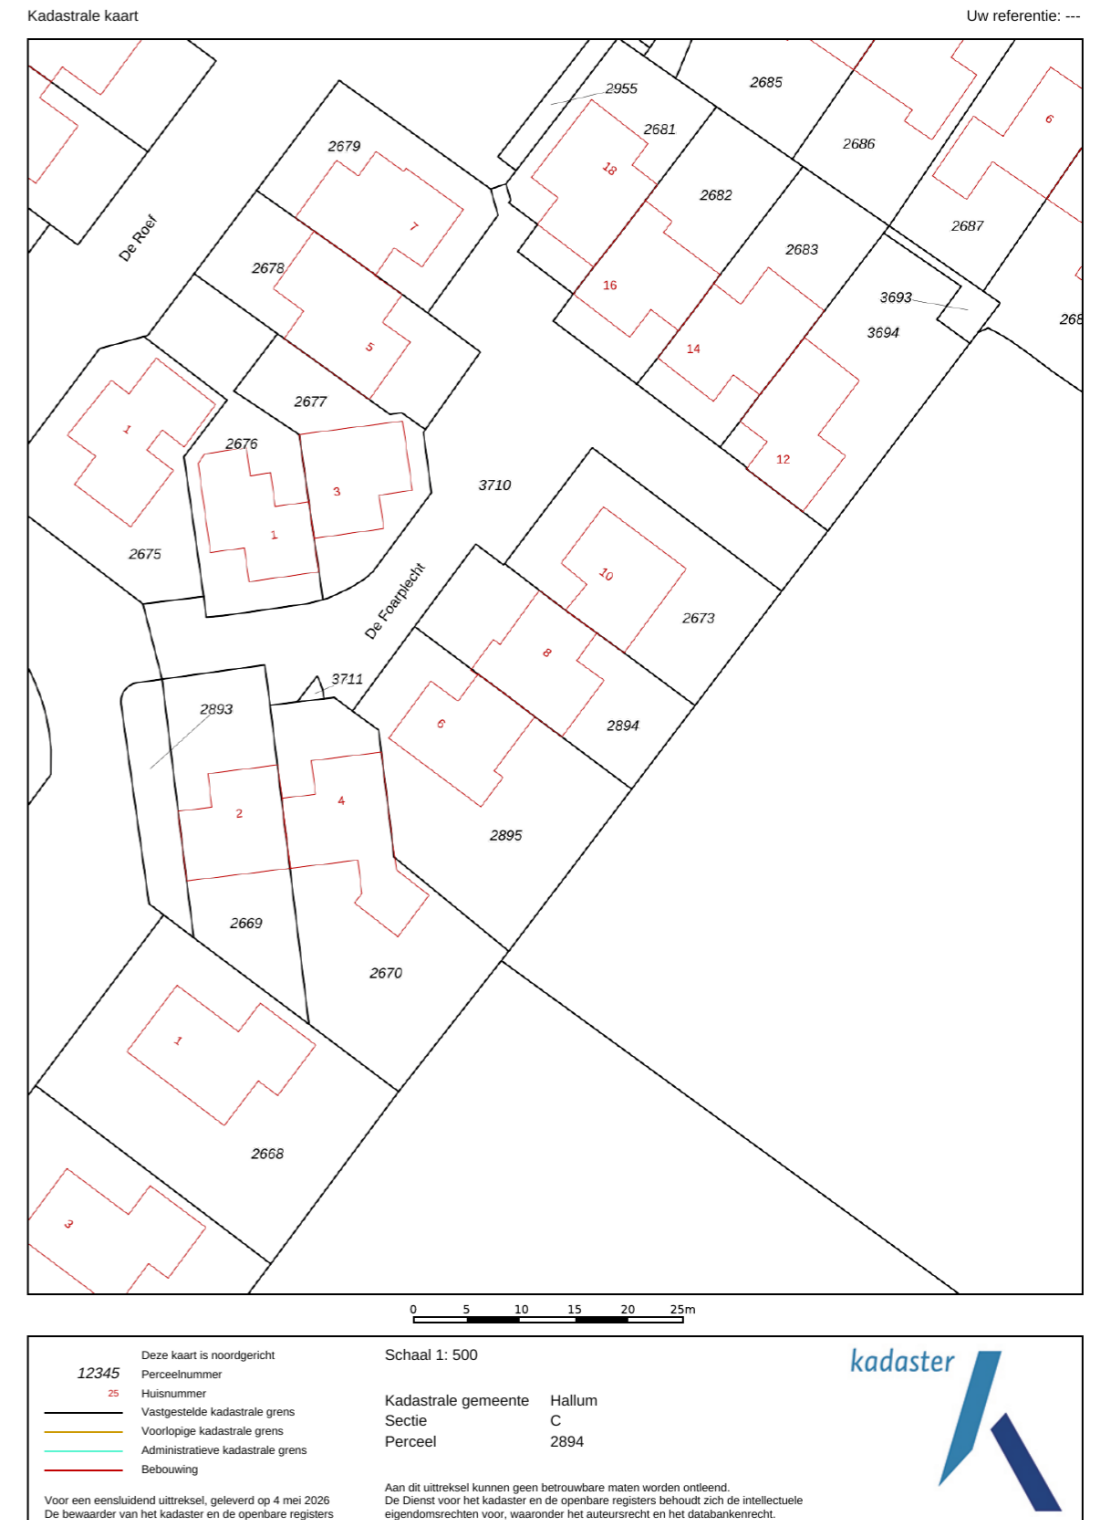 Kadastrale kaart
Uw referentie: ---
2955
2685
2681
6
2679
2686
18
2682
De Roef
7
2687
2683
2678
16
3693
268
3694
5
14
2677
1
2676
12
3
3710
1
2675
10
De Foarplecht
2673
8
3711
2893
6
2894
4
2
2895
2669
2670
1
2668
3
0 5 10 15 20 25m
Deze kaart is noordgericht
12345 Perceelnummer
25 Huisnummer
Vastgestelde kadastrale grens
Voorlopige kadastrale grens
Administratieve kadastrale grens
Bebouwing
Voor een eensluidend uittreksel, geleverd op 4 mei 2026
De bewaarder van het kadaster en de openbare registers
Schaal 1: 500
Kadastrale gemeente Hallum
Sectie C
Perceel 2894
Aan dit uittreksel kunnen geen betrouwbare maten worden ontleend.
De Dienst voor het kadaster en de openbare registers behoudt zich de intellectuele
eigendomsrechten voor, waaronder het auteursrecht en het databankenrecht.
kadaster